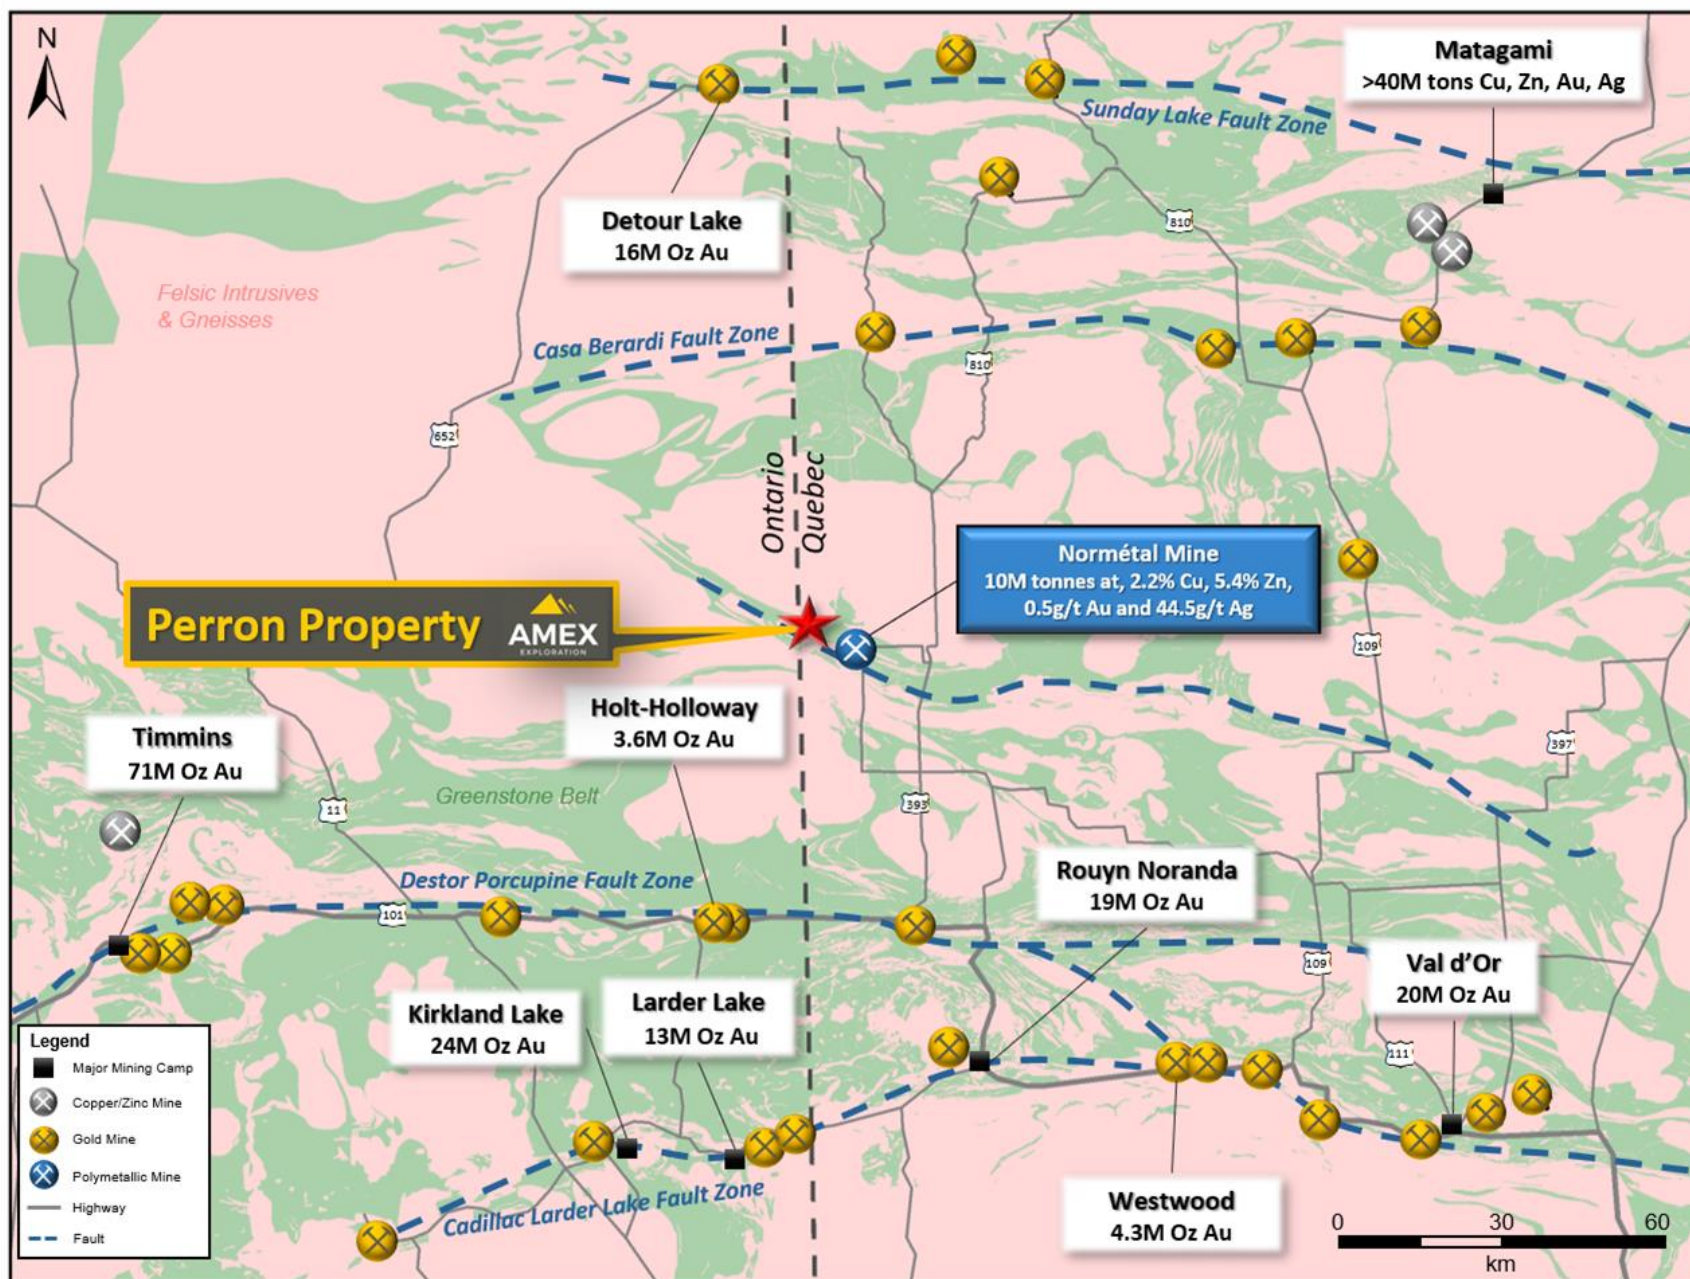 N
Matagami
>40M tons Cu, Zn, Au, Ag
Sunday Lake Fault Zone
Detour Lake
16M Oz Au
810
Felsic Intrusives
& Gneisses
Casa Berardi Fault Zone
810
652
Ontario
Quebec
Normétal Mine
10M tonnes at, 2.2% Cu, 5.4% Zn,
0.5g/t Au and 44.5g/t Ag
Perron Property
AMEX
EXPLORATION
109
Holt-Holloway
3.6M Oz Au
Timmins
71M Oz Au
397
Greenstone Belt
11
393
Rouyn Noranda
19M Oz Au
Destor Porcupine Fault Zone
101
109
Val d’Or
20M Oz Au
Kirkland Lake
24M Oz Au
Larder Lake
13M Oz Au
111
Legend
Major Mining Camp
Copper/Zinc Mine
Gold Mine
Polymetallic Mine
Highway
Fault
Cadillac Larder Lake Fault Zone
Westwood
4.3M Oz Au
0 30 60
km